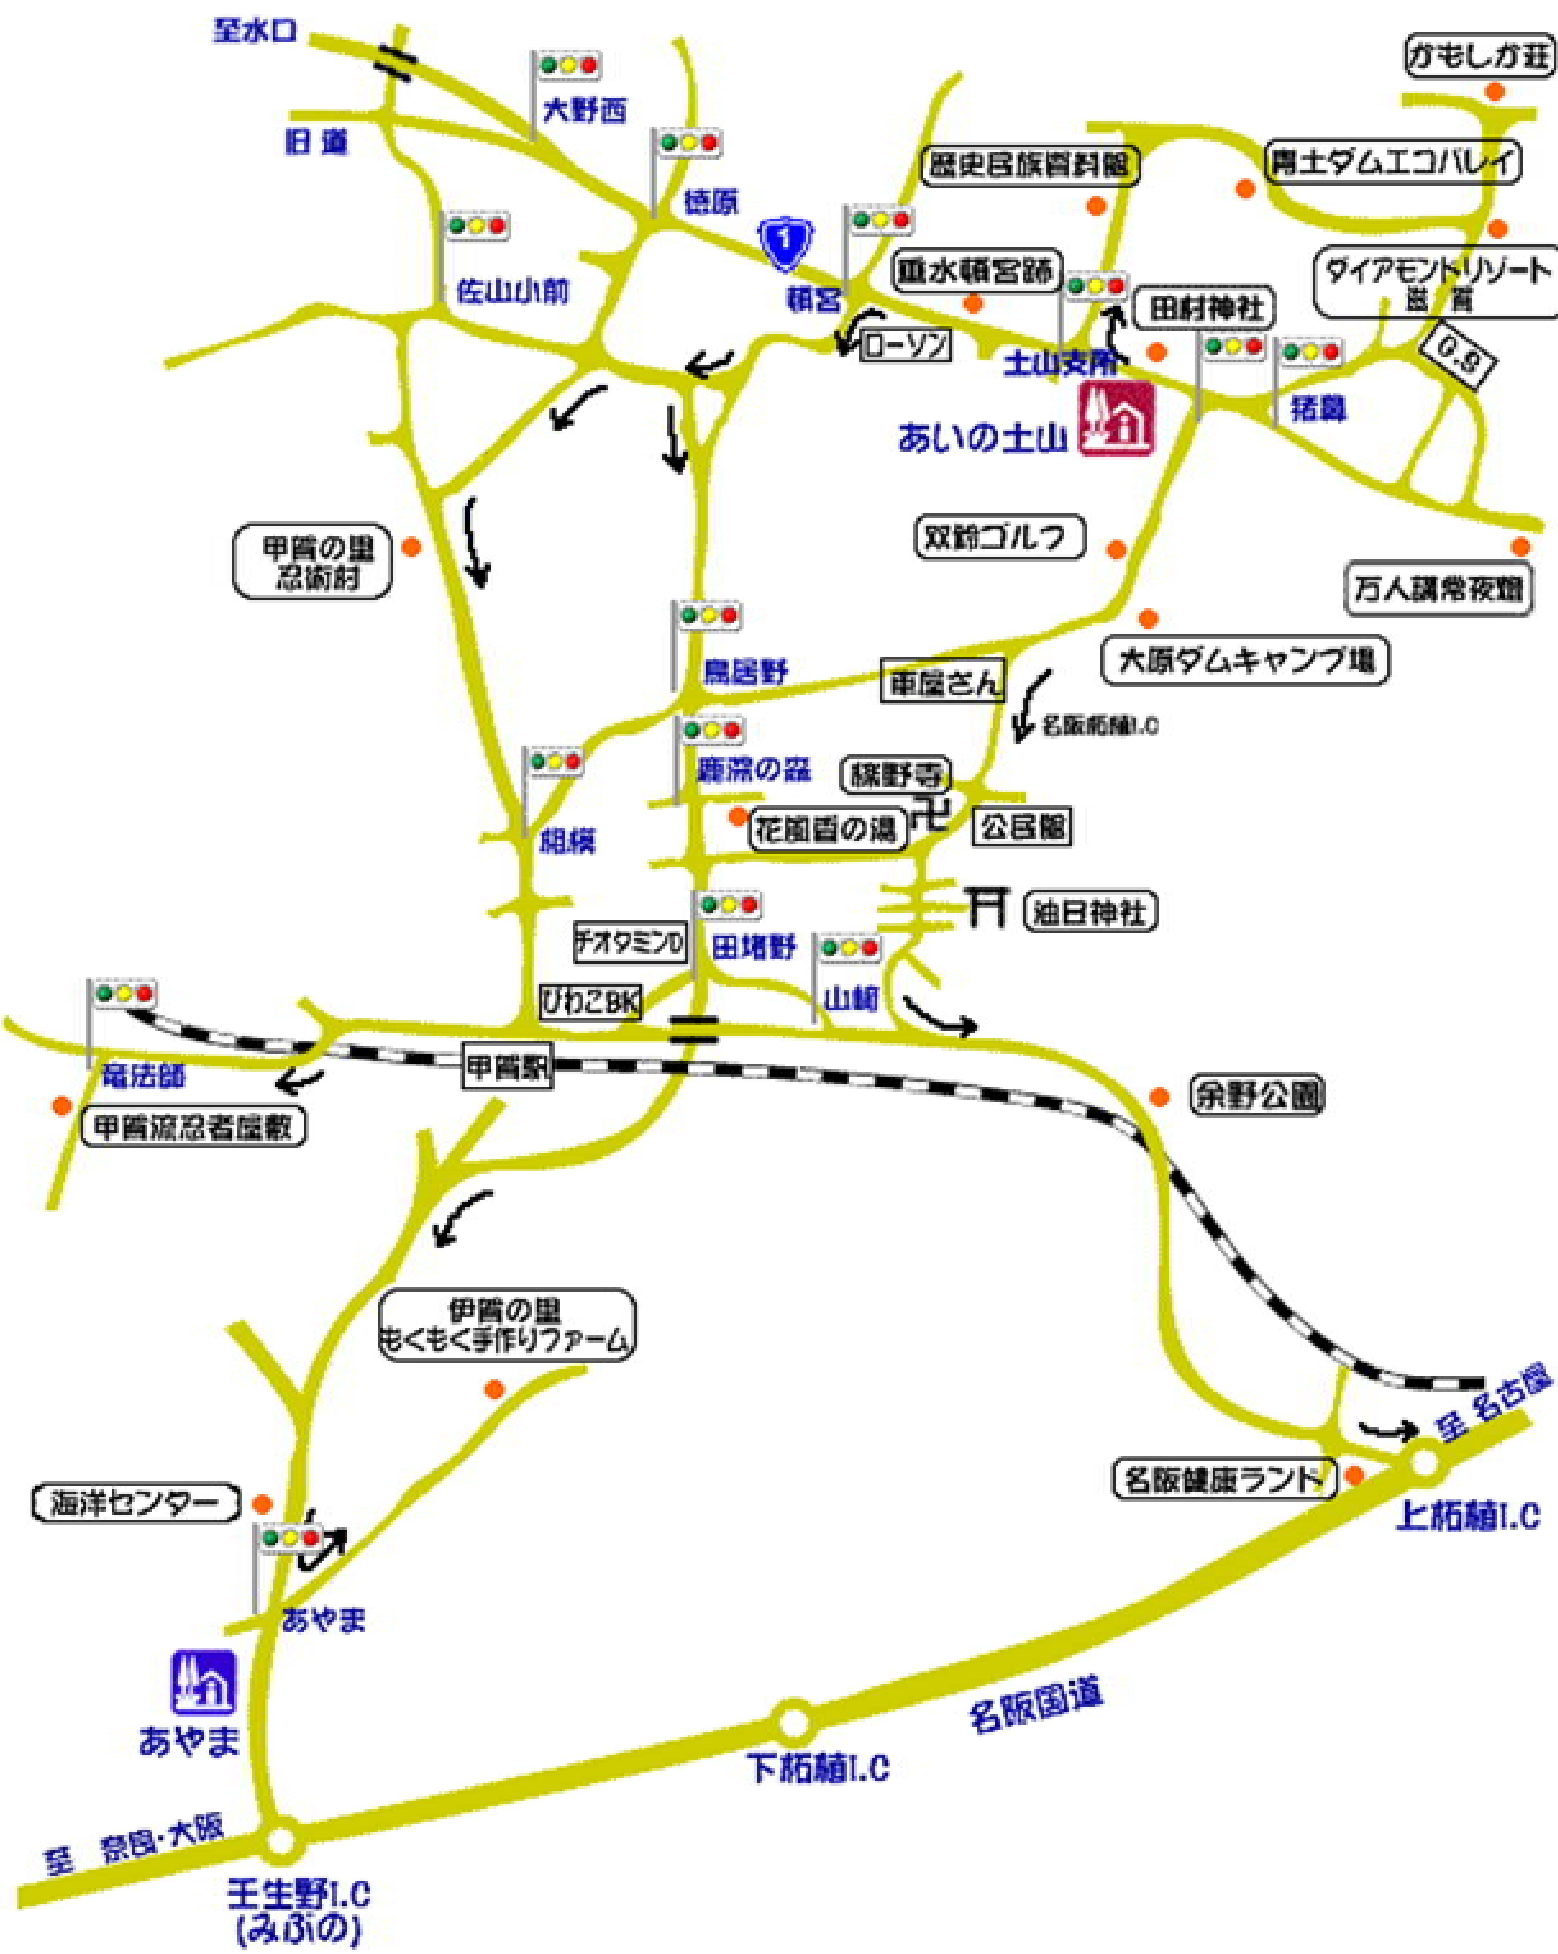 至水口
かもしか荘
大野西
旧道
歴史民族資料館
青土ダムエコバレイ
徳原
1
垂水頓宮跡
ダイアモンドリゾート
滋賀
佐山小前
頓宮
田村神社
ローソン
土山支所
0.8
猪鼻
あいの土山
双鈴ゴルフ
甲賀の里
忍術村
万人講常夜燈
大原ダムキャンプ場
鳥居野
車屋さん
名阪柘植I.C
鹿深の森
櫟野寺
花風香の湯
卍
公民館
相模
油日神社
チオタミンD
田堵野
びわこBK
山崎
甲賀駅
竜法師
余野公園
甲賀流忍者屋敷
伊賀の里
もくもく手作りファーム
至 名古屋
海洋センター
名阪健康ランド
上柘植I.C
あやま
あやま
名阪国道
下柘植I.C
至 奈良・大阪
壬生野I.C
(みぶの)